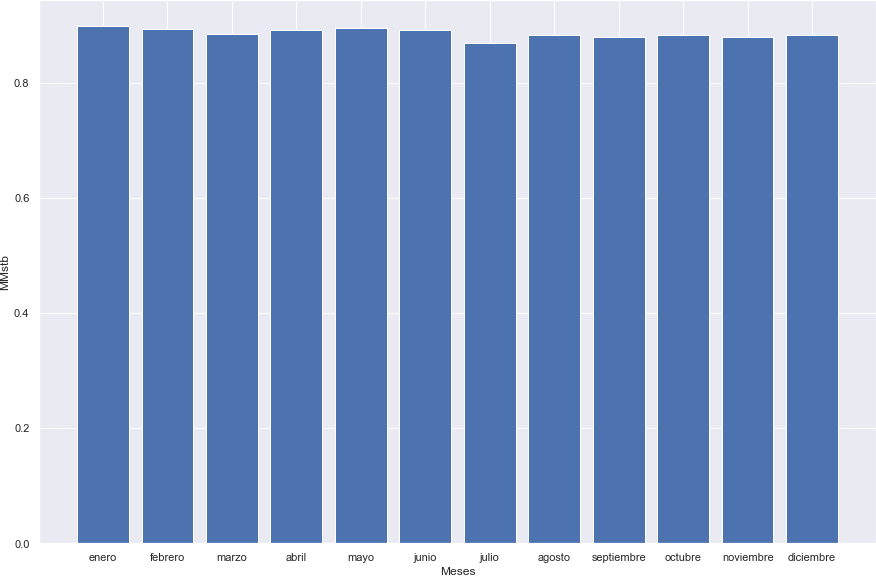 0.8
0.6
0.4
0.2
0.0
MMstb
enero febrero marzo abril mayo junio julio agosto septiembre octubre noviembre diciembre
Meses